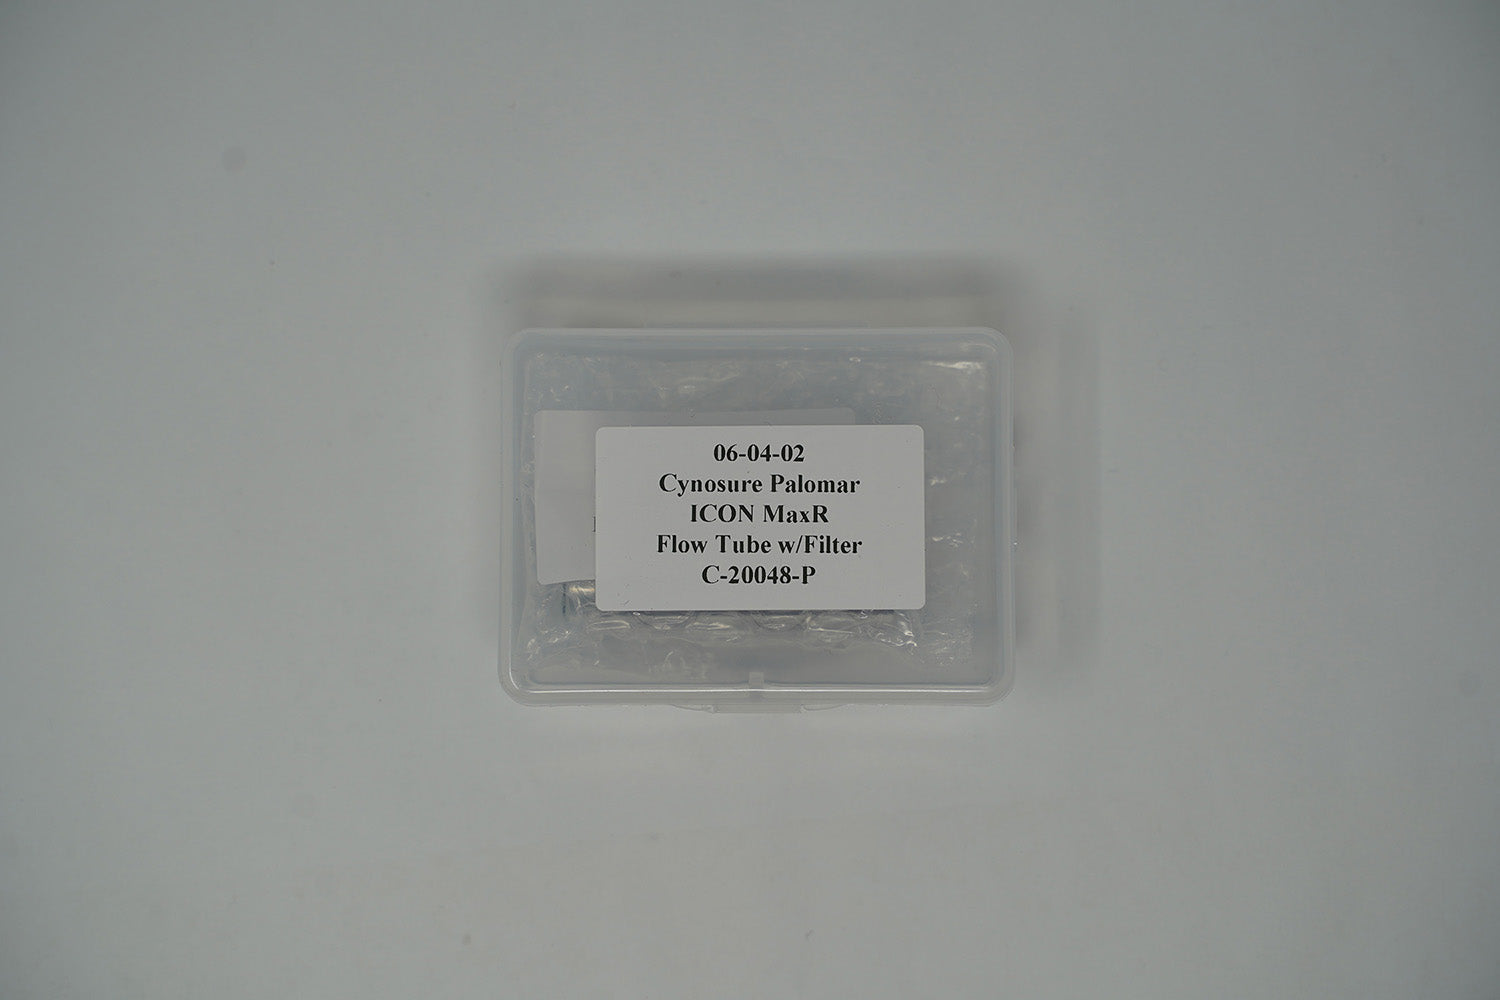 06-04-02
Cynosure Palomar
ICON MaxR
Flow Tube w/Filter
C-20048-P